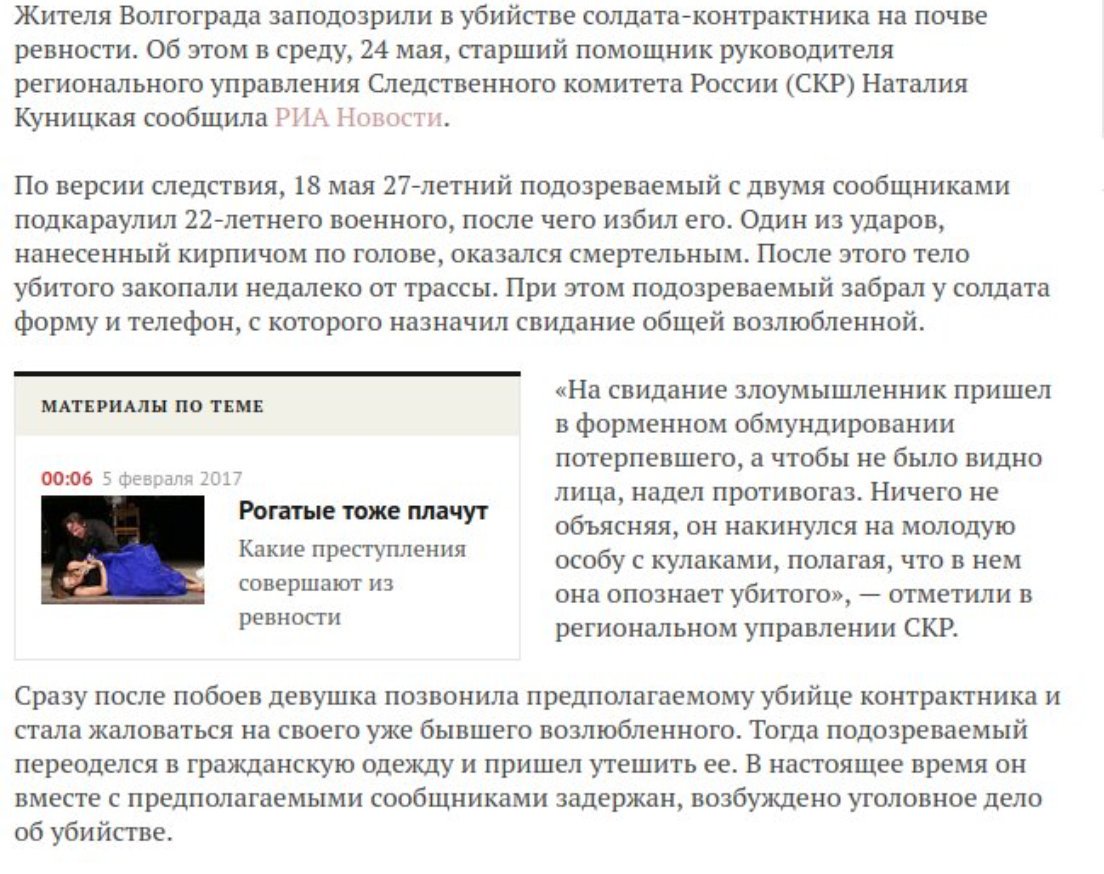 Жителя Волгограда заподозрили в убийстве солдата-контрактника на почве
ревности. Об этом в среду, 24 мая, старший помощник руководителя
регионального управления Следственного комитета России (СКР) Наталия
Куницкая сообщила РИА Новости.
По версии следствия, 18 мая 27-летний подозреваемый с двумя сообщниками
подкараулил 22-летнего военного, после чего избил его. Один из ударов,
нанесенный кирпичом по голове, оказался смертельным. После этого тело
убитого закопали недалеко от трассы. При этом подозреваемый забрал у солдата
форму и телефон, с которого назначил свидание общей возлюбленной.
МАТЕРИАЛЫ ПО ТЕМЕ
00:06 5 февраля 2017
Рогатые тоже плачут
Какие преступления
совершают из
ревности
«На свидание злоумышленник пришел
в форменном обмундировании
потерпевшего, а чтобы не было видно
лица, надел противогаз. Ничего не
объясняя, он накинулся на молодую
особу с кулаками, полагая, что в нем
она опознает убитого», — отметили в
региональном управлении СКР.
Сразу после побоев девушка позвонила предполагаемому убийце контрактника и
стала жаловаться на своего уже бывшего возлюбленного. Тогда подозреваемый
переоделся в гражданскую одежду и пришел утешить ее. В настоящее время он
вместе с предполагаемыми сообщниками задержан, возбуждено уголовное дело
об убийстве.